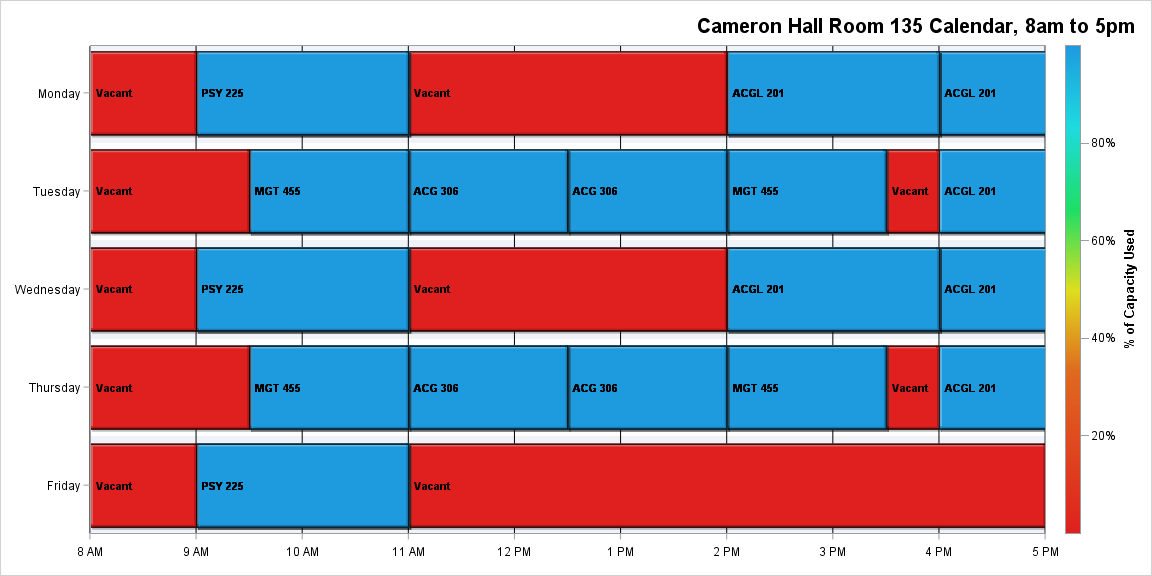 Cameron Hall Room 135 Calendar, 8am to 5pm
Monday
Vacant
PSY 225
Vacant
ACGL 201
ACGL 201
Tuesday
Vacant
MGT 455
ACG 306
ACG 306
MGT 455
Vacant
ACGL 201
Wednesday
Vacant
PSY 225
Vacant
ACGL 201
ACGL 201
Thursday
Vacant
MGT 455
ACG 306
ACG 306
MGT 455
Vacant
ACGL 201
Friday
Vacant
PSY 225
Vacant
8 AM
9 AM
10 AM
11 AM
12 PM
1 PM
2 PM
3 PM
4 PM
5 PM
80%
60%
40%
20%
% of Capacity Used